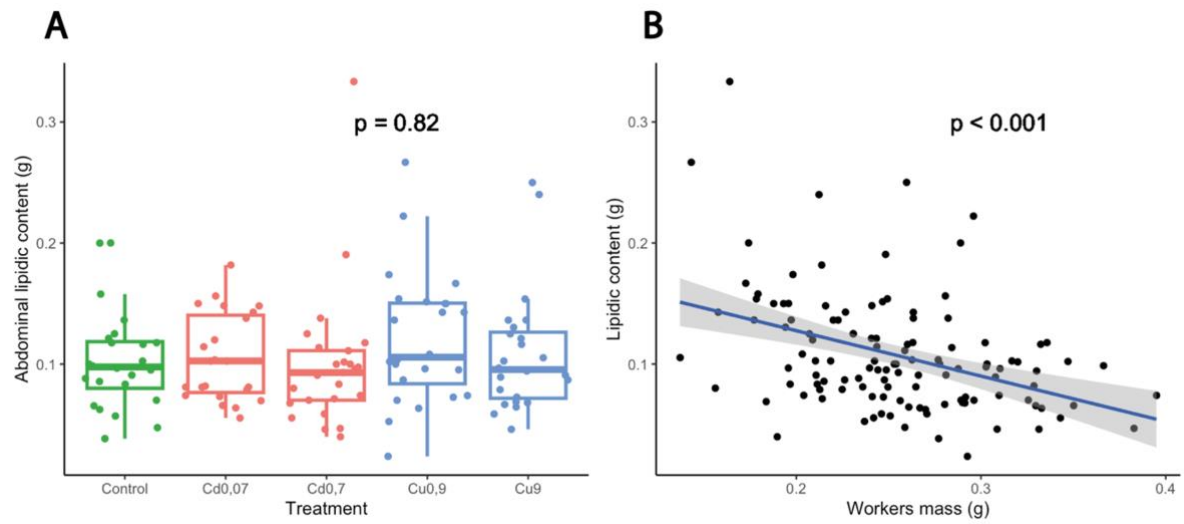 A
B
Abdominal lipidic content (g)
0.3
0.2
0.1
p = 0.82
Control
Cd0,07
Cd0,7
Cu0,9
Cu9
Treatment
Lipidic content (g)
0.3
0.2
0.1
p < 0.001
0.2
0.3
0.4
Workers mass (g)